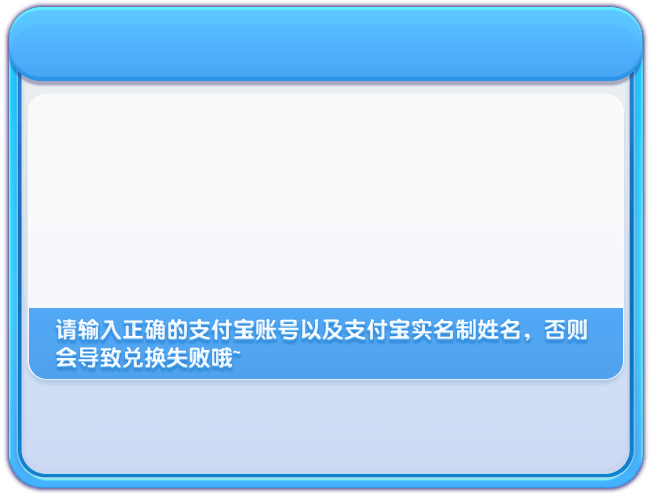 请输入正确的支付宝账号以及支付宝实名制姓名，否则
会导致兑换失败哦~